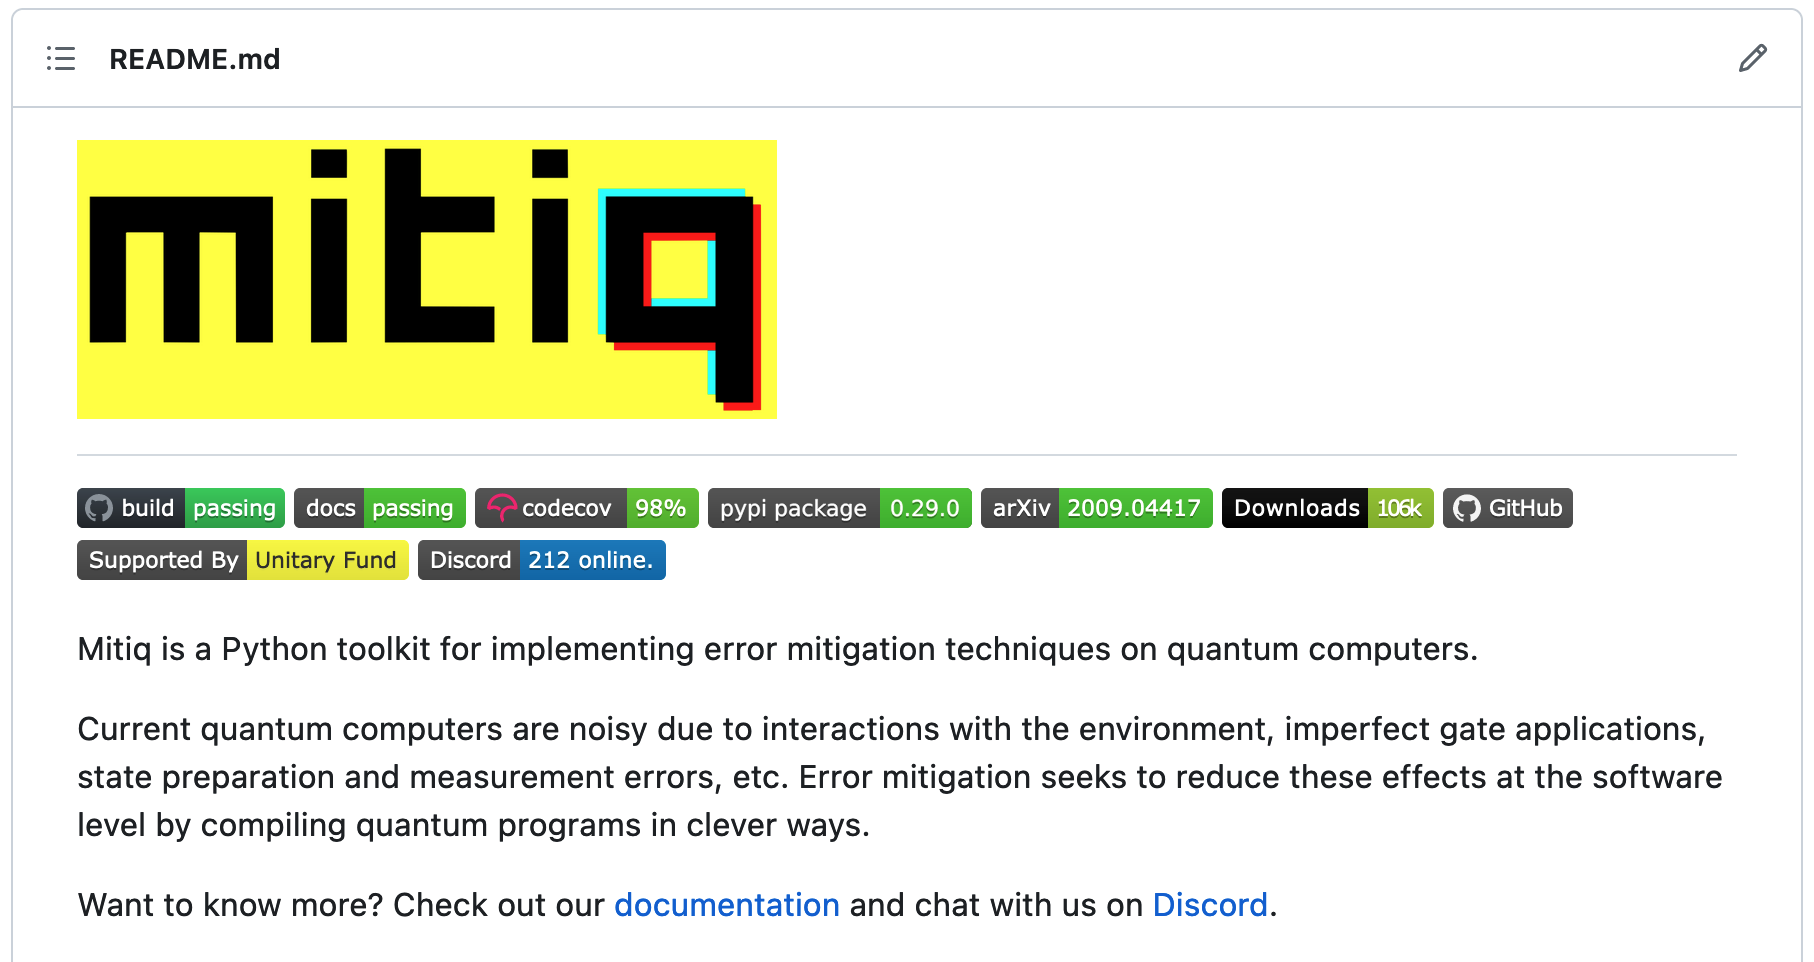 README.md
mitiq
build passing docs passing codecov 98% pypi package 0.29.0 arXiv 2009.04417 Downloads 106k GitHub
Supported By Unitary Fund Discord 212 online.
Mitiq is a Python toolkit for implementing error mitigation techniques on quantum computers.
Current quantum computers are noisy due to interactions with the environment, imperfect gate applications,
state preparation and measurement errors, etc. Error mitigation seeks to reduce these effects at the software
level by compiling quantum programs in clever ways.
Want to know more? Check out our documentation and chat with us on Discord.